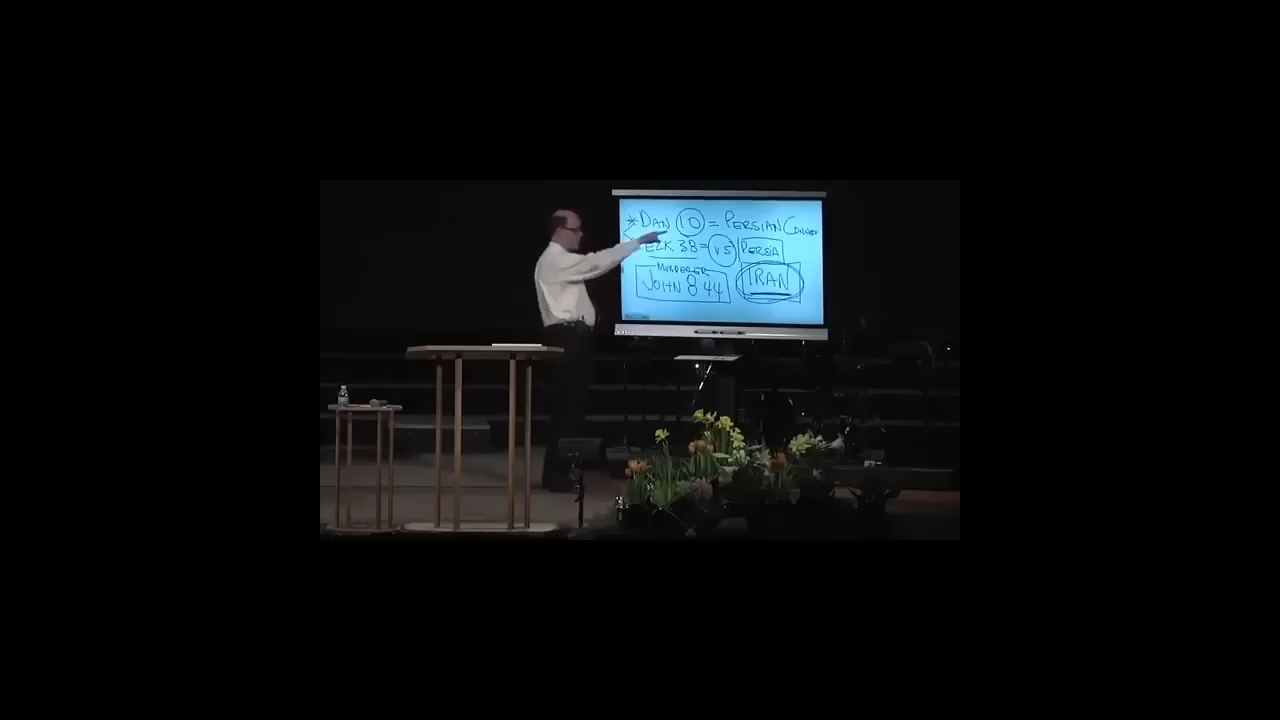 * DAN 10 = PERSIAN
EZK 38 = V5 PERSIA
MURDERER
JOHN 8 44
IRAN